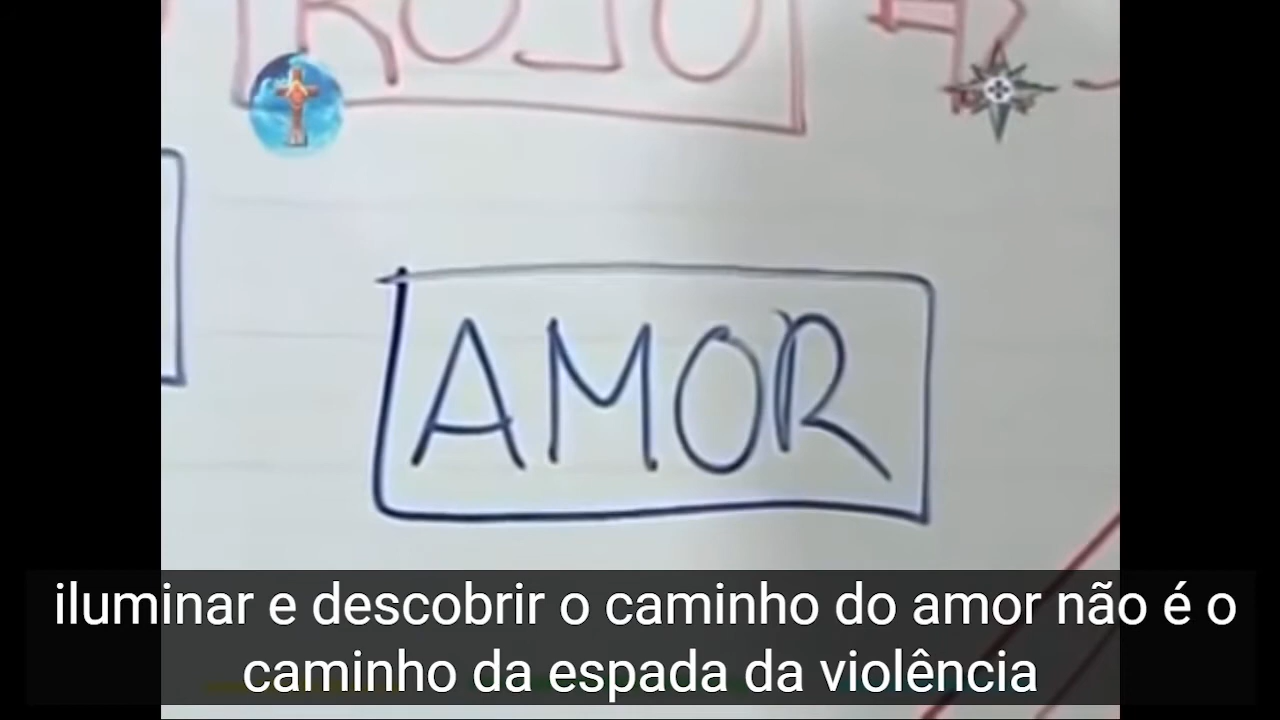 ROJO
AMOR
iluminar e descobrir o caminho do amor não é o
caminho da espada da violência